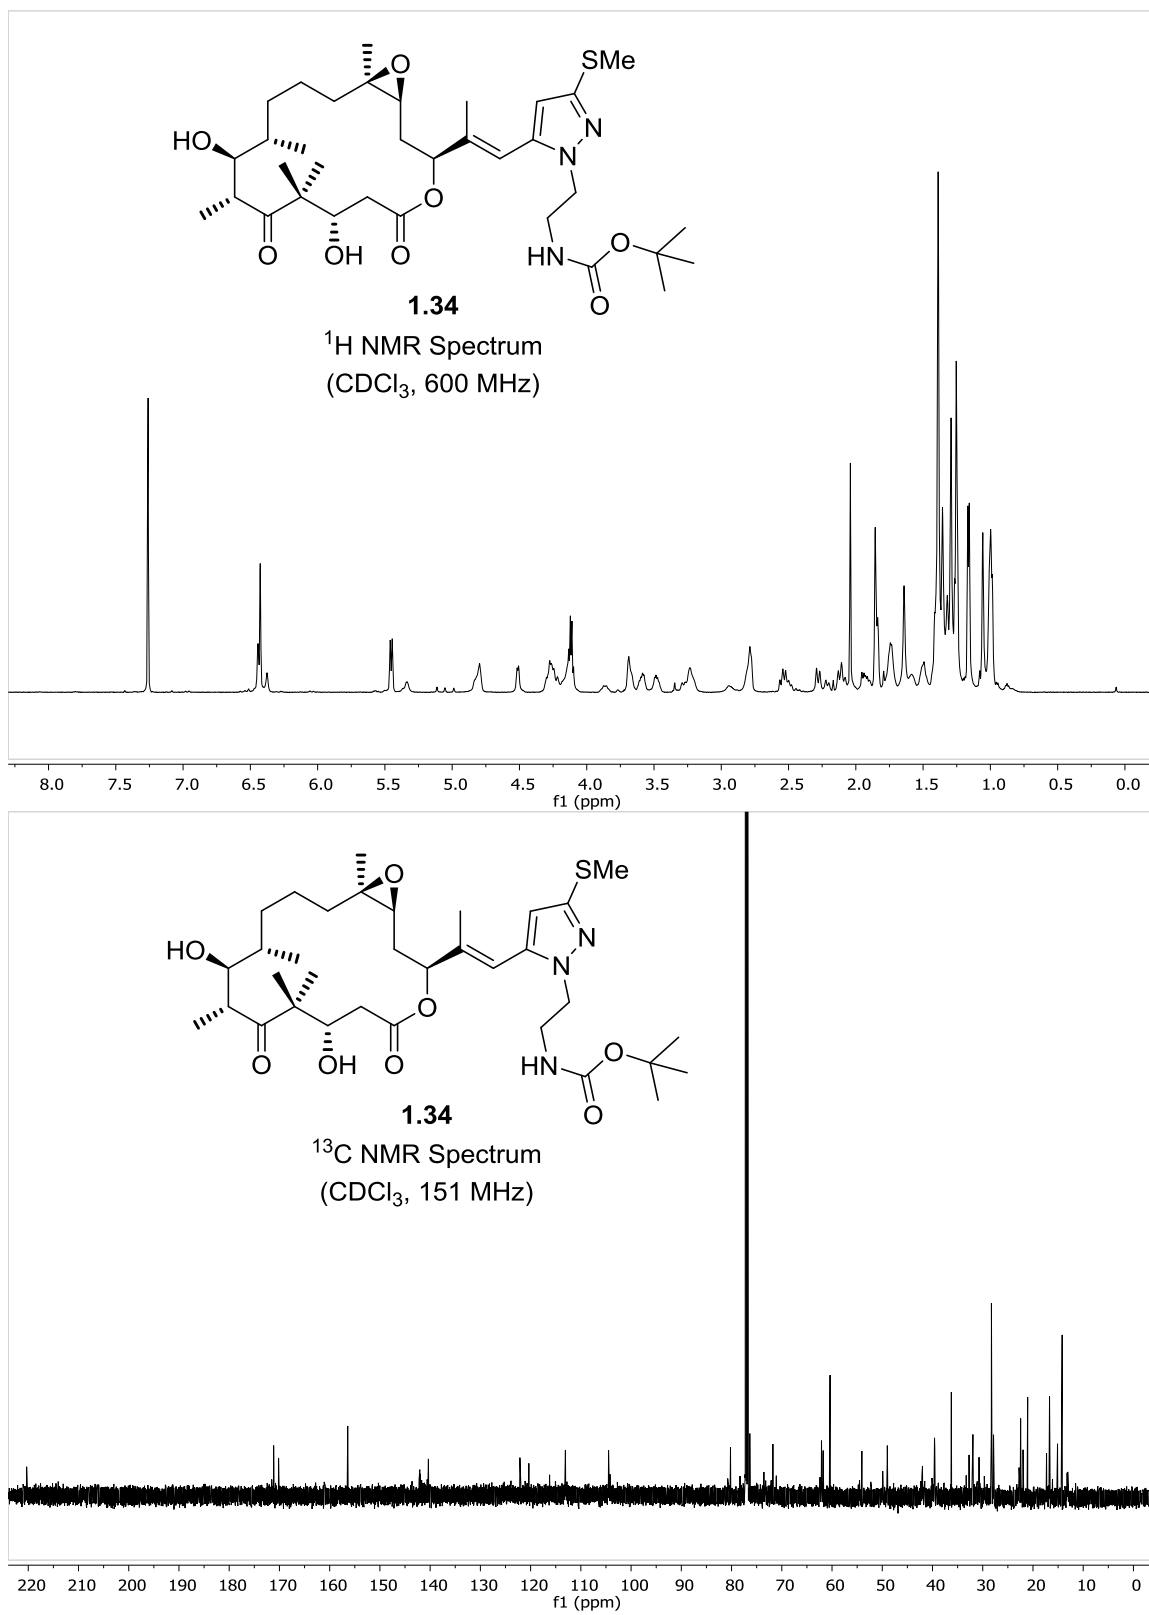 SMe
O
HO
N
N
O
O
OH
O
HN
O
O
1.34
¹H NMR Spectrum
(CDCl₃, 600 MHz)
8.0 7.5 7.0 6.5 6.0 5.5 5.0 4.5 4.0 3.5 3.0 2.5 2.0 1.5 1.0 0.5 0.0
f1 (ppm)
SMe
O
HO
N
N
O
O
OH
O
HN
O
O
1.34
¹³C NMR Spectrum
(CDCl₃, 151 MHz)
220 210 200 190 180 170 160 150 140 130 120 110 100 90 80 70 60 50 40 30 20 10 0
f1 (ppm)